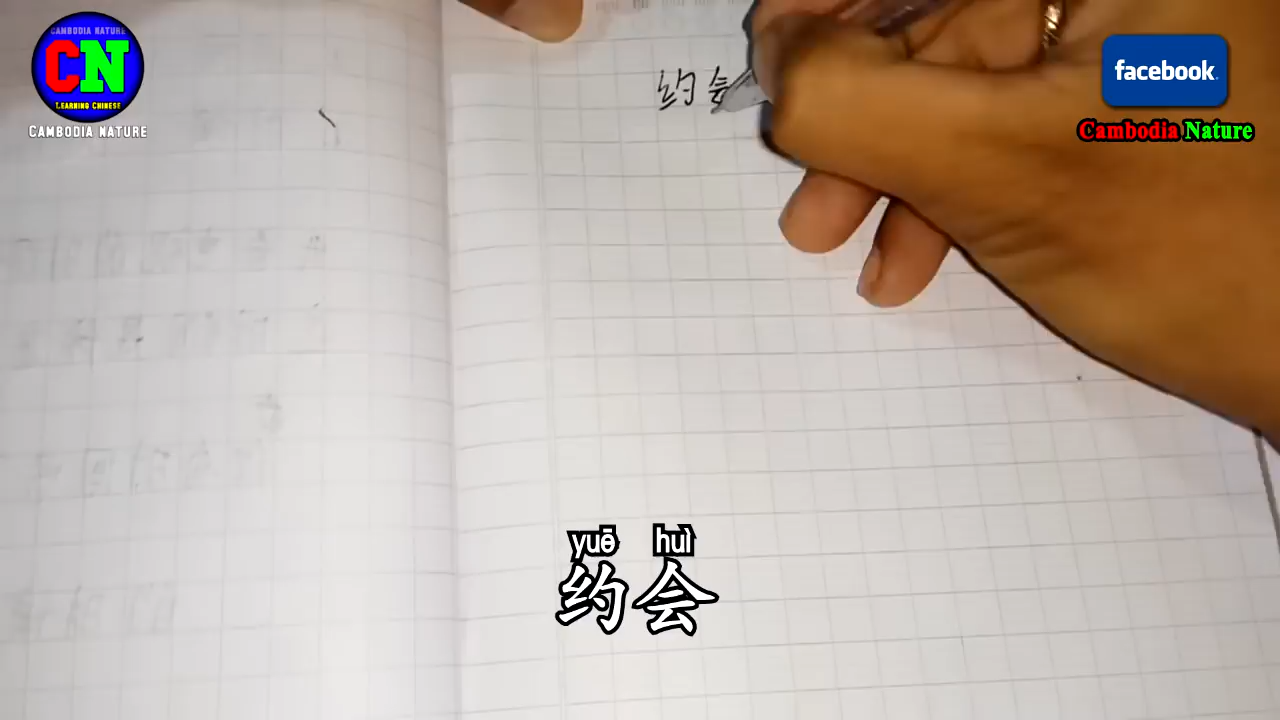 CAMBODIA NATURE
CN
LEARNING CHINESE
CAMBODIA NATURE
facebook
Cambodia Nature
约会
yuē huì
约会